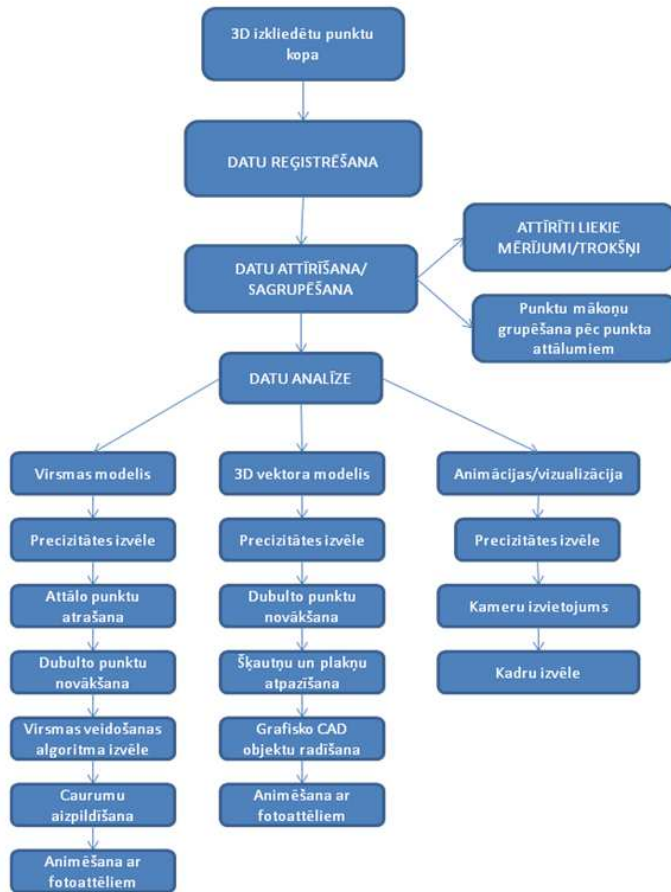 3D izkliedētu punktu
kopa
DATU REĢISTRĒŠANA
DATU ATTĪRĪŠANA/
SAGRUPĒŠANA
ATTĪRĪTI LIEKIE
MĒRĪJUMI/TROKŠŅI
Punktu mākoņu
grupēšana pēc punkta
attālumiem
DATU ANALĪZE
Virsmas modelis
Precizitātes izvēle
Attālo punktu
atrašana
Dubulto punktu
novākšana
Virsmas veidošanas
algoritma izvēle
Caurumu
aizpildīšana
Animēšana ar
fotoattēliem
3D vektora modelis
Precizitātes izvēle
Dubulto punktu
novākšana
Šķautņu un plakņu
atpazīšana
Grafisko CAD
objektu radīšana
Animēšana ar
fotoattēliem
Animācijas/vizualizācija
Precizitātes izvēle
Kameru izvietojums
Kadru izvēle